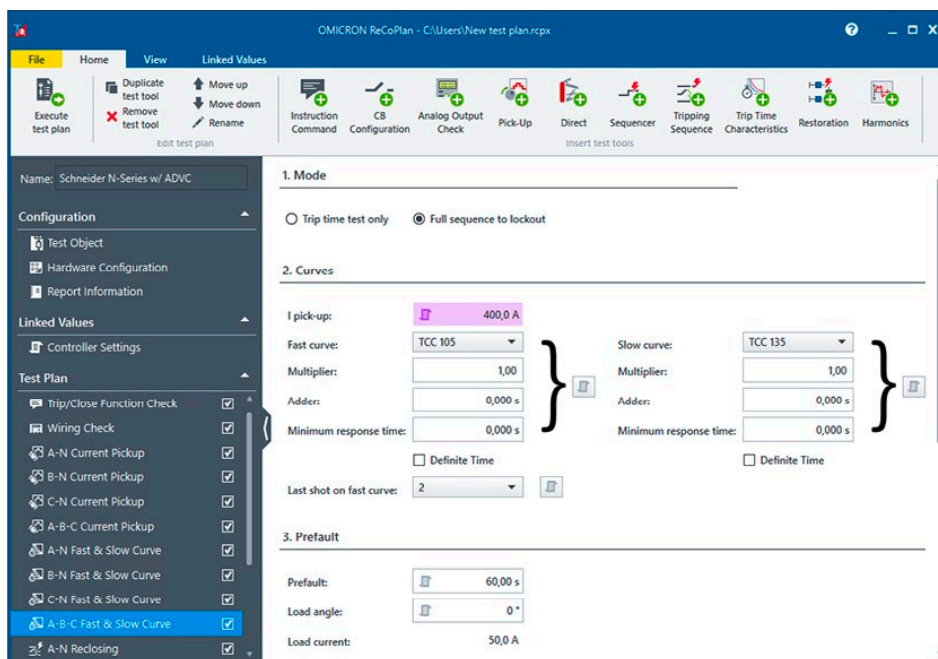 OMICRON ReCoPlan - C:\Users\New test plan.rcpx
File Home View Linked Values
Execute test plan
Duplicate test tool
Remove test tool
Move up
Move down
Rename
Edit test plan
Instruction Command
CB Configuration
Analog Output Check
Pick-Up
Direct
Sequencer
Tripping Sequence
Trip Time Characteristics
Restoration
Harmonics
Insert test tools
Name: Schneider N-Series w/ ADVC
Configuration
Test Object
Hardware Configuration
Report Information
Linked Values
Controller Settings
Test Plan
Trip/Close Function Check
Wiring Check
A-N Current Pickup
B-N Current Pickup
C-N Current Pickup
A-B-C Current Pickup
A-N Fast & Slow Curve
B-N Fast & Slow Curve
C-N Fast & Slow Curve
A-B-C Fast & Slow Curve
A-N Reclosing
1. Mode
Trip time test only Full sequence to lockout
2. Curves
I pick-up: 400,0 A
Fast curve: TCC 105 Slow curve: TCC 135
Multiplier: 1,00 Multiplier: 1,00
Adder: 0,000 s Adder: 0,000 s
Minimum response time: 0,000 s Minimum response time: 0,000 s
Definite Time Definite Time
Last shot on fast curve: 2
3. Prefault
Prefault: 60,00 s
Load angle: 0 °
Load current: 50,0 A